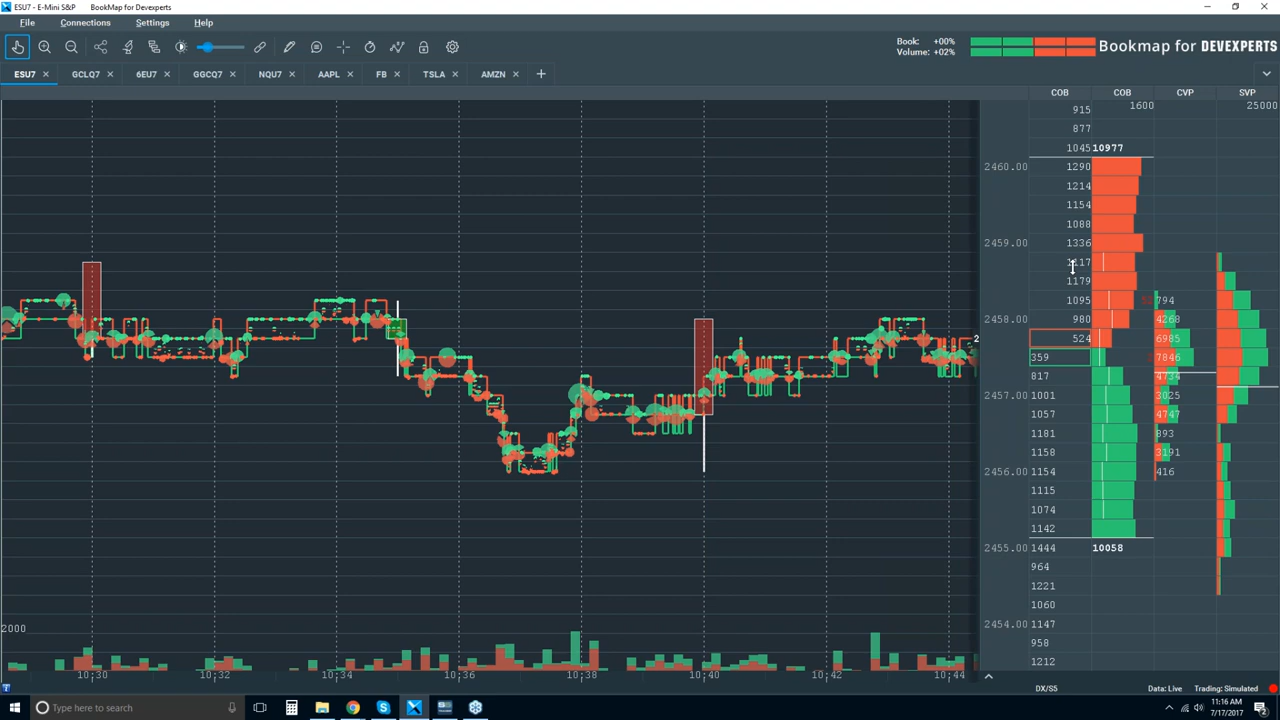 ESU7 - E-Mini S&P BookMap for Devexperts
File Connections Settings Help
Book: +00%
Volume: +02%
Bookmap for DEVEXPERTS
ESU7 GCLQ7 6EU7 GGCQ7 NQU7 AAPL FB TSLA AMZN
COB COB CVP SVP
915 1600 25000
877
1045 10977
2460.00 1290
1214
1154
1088
2459.00 1336
1117
1179
1095 794
2458.00 980 4268
2 524 6985
359 7846
817 4734
2457.00 1001 3025
1057 4747
1181 893
1158 3191
2456.00 1154 416
1115
1074
1142
2455.00 1444 10058
964
1221
1060
2454.00 1147
2000
958
1212
10:30 10:32 10:34 10:36 10:38 10:40 10:42 10:44
DX/S5 Data: Live Trading: Simulated
Type here to search
11:16 AM
7/17/2017
2